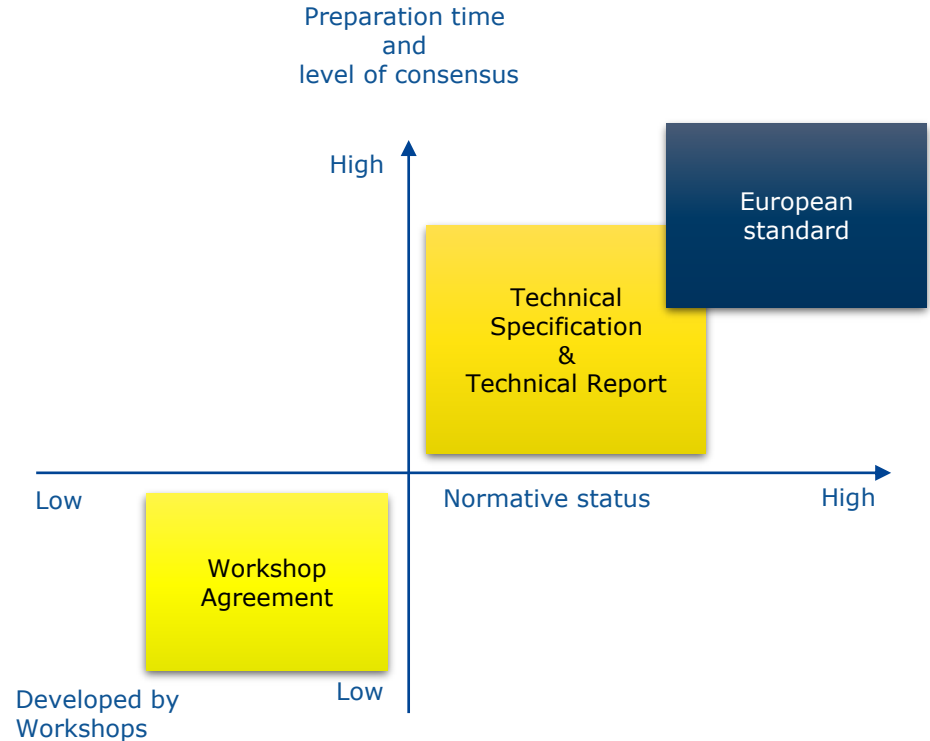 Preparation time
and
level of consensus
High
European
standard
Technical
Specification
&
Technical Report
Low
Normative status
High
Workshop
Agreement
Low
Developed by
Workshops